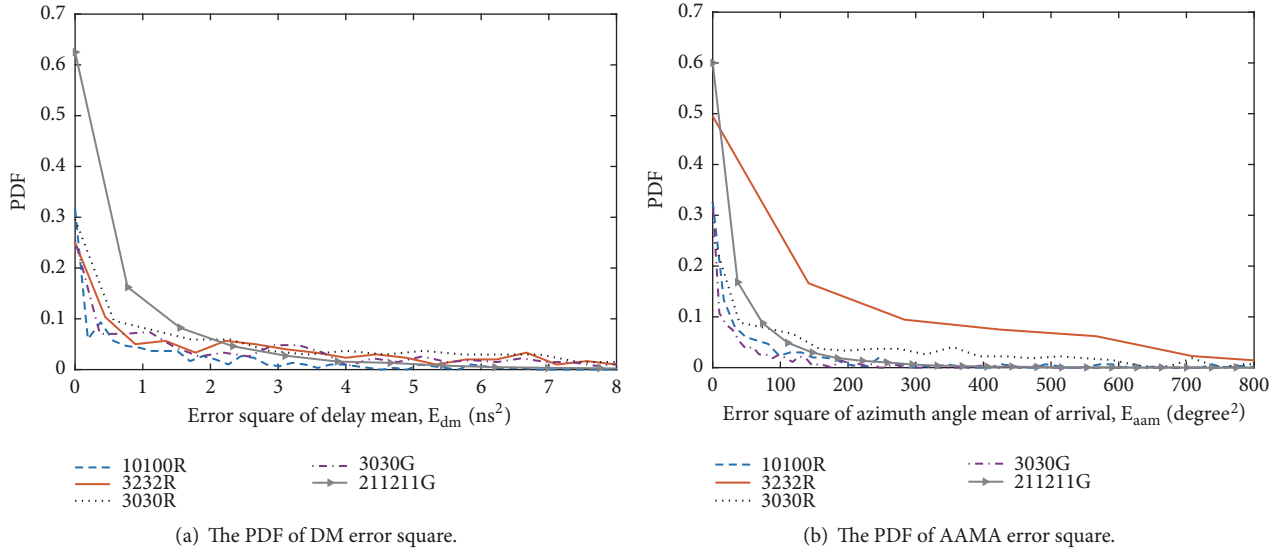 0.7
0.6
0.5
0.4
0.3
0.2
0.1
0
PDF
0 1 2 3 4 5 6 7 8
Error square of delay mean, E_dm (ns²)
10100R
3232R
3030R
3030G
211211G
(a) The PDF of DM error square.
0.7
0.6
0.5
0.4
0.3
0.2
0.1
0
PDF
0 100 200 300 400 500 600 700 800
Error square of azimuth angle mean of arrival, E_aam (degree²)
10100R
3232R
3030R
3030G
211211G
(b) The PDF of AAMA error square.